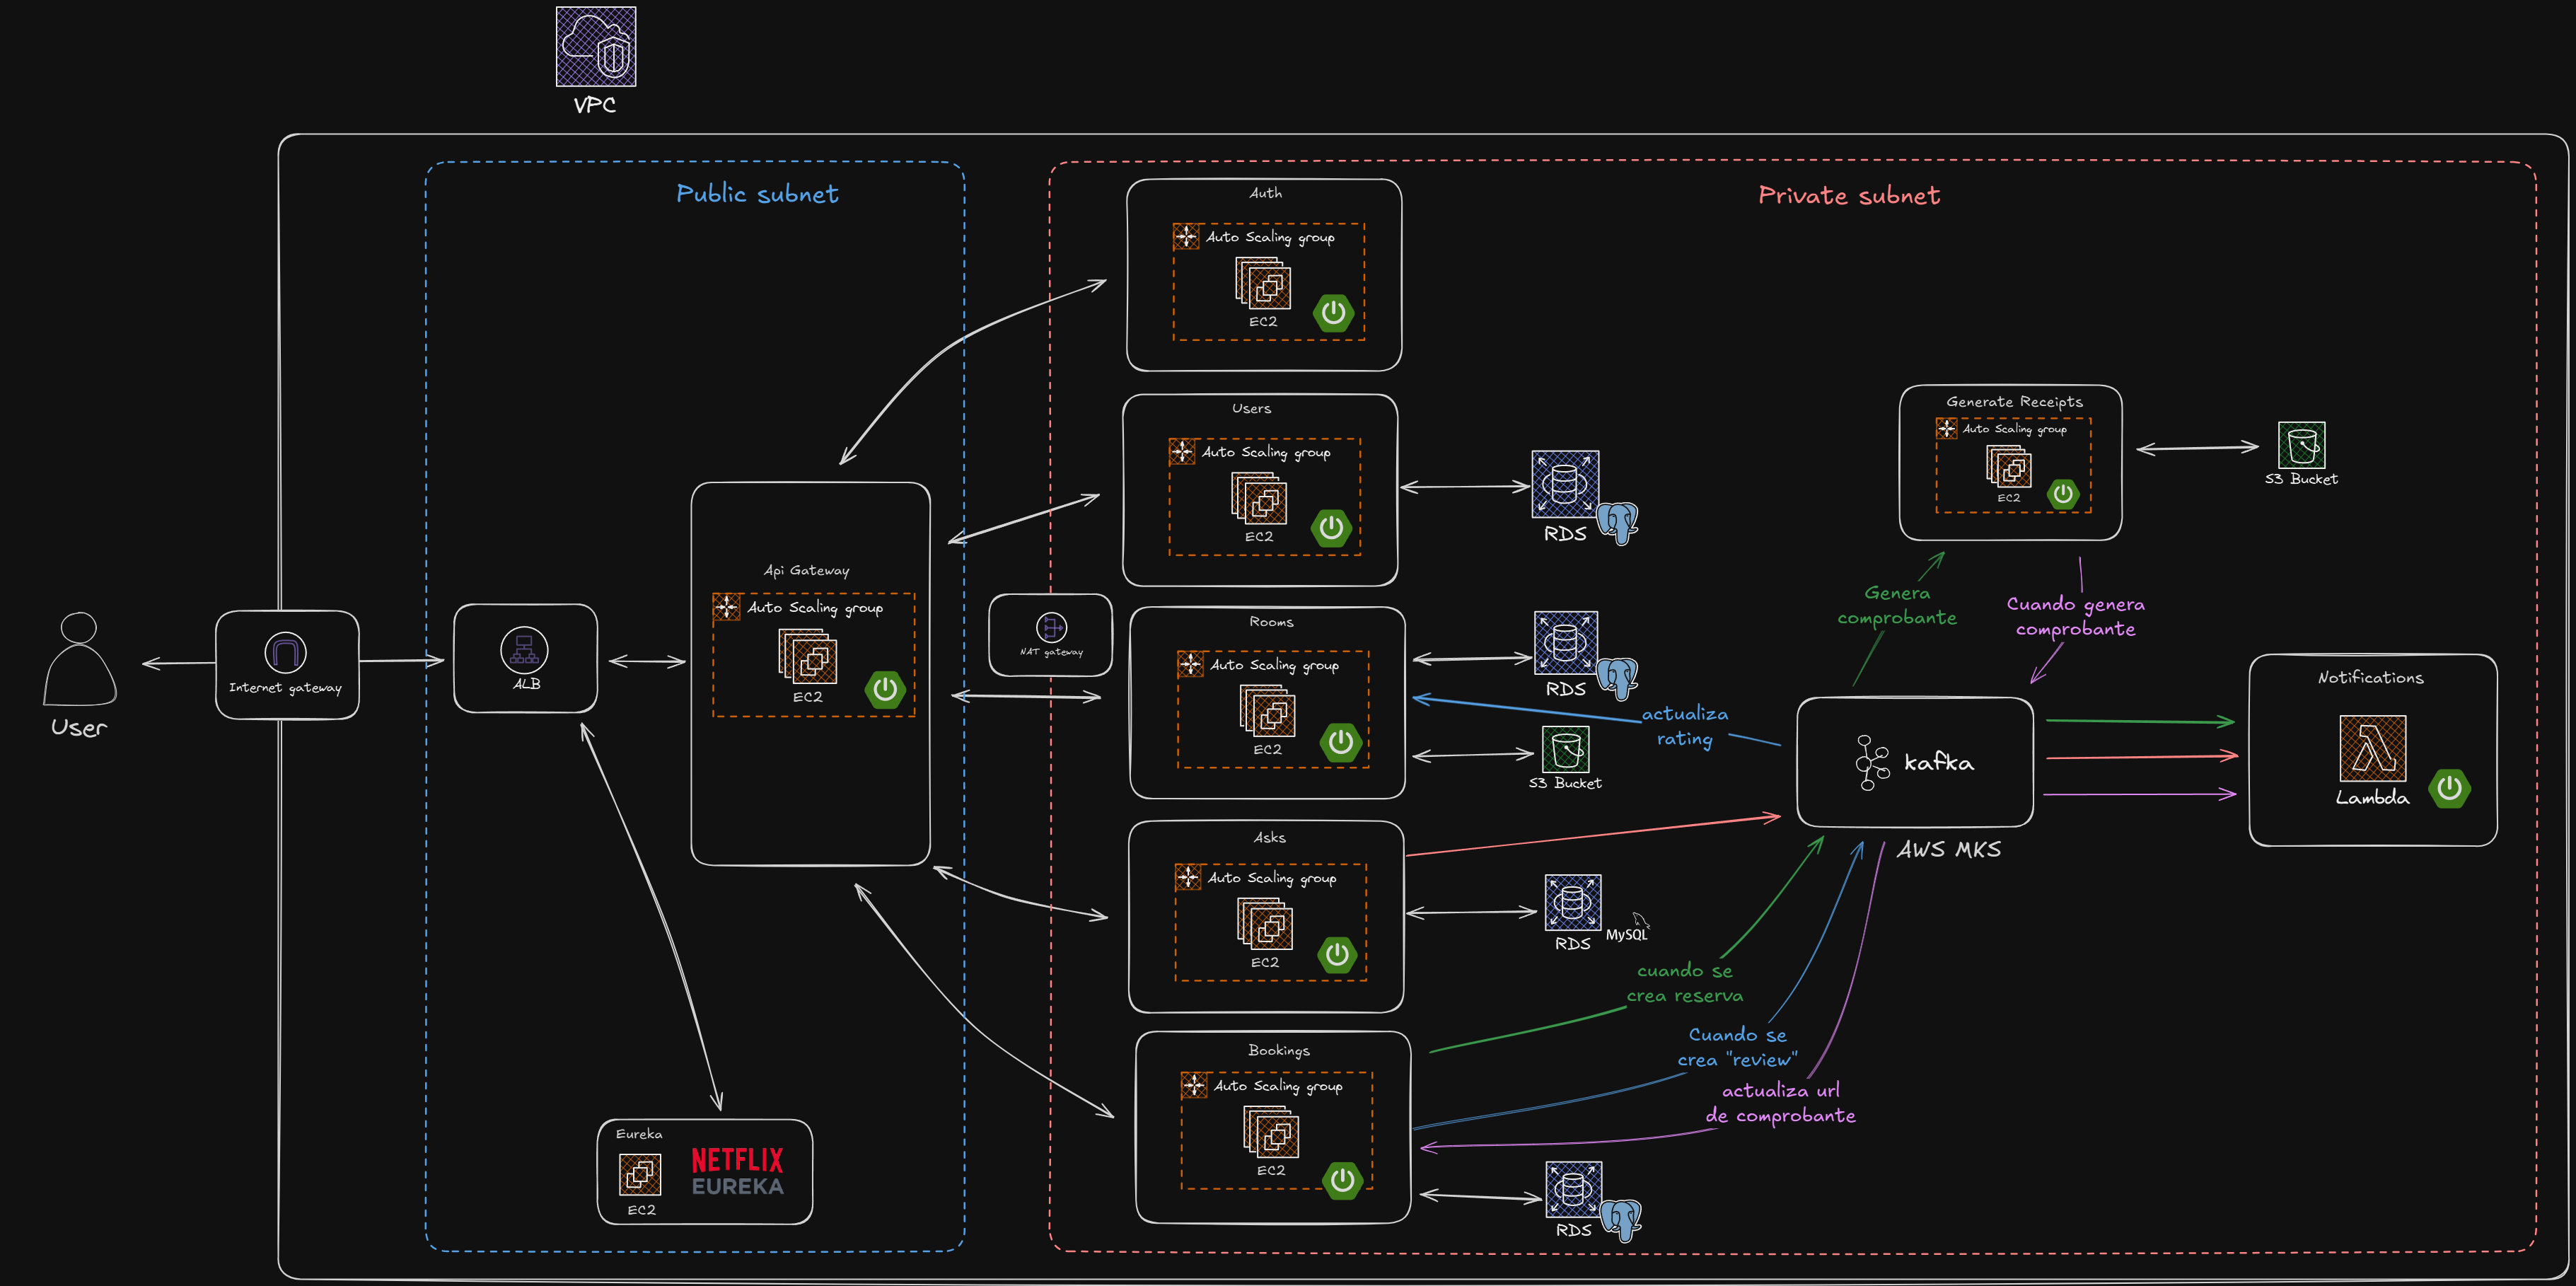 VPC
Public subnet
Private subnet
Auth
Auto Scaling group
EC2
Users
Auto Scaling group
EC2
RDS
Generate Receipts
Auto Scaling group
EC2
S3 Bucket
Genera
comprobante
Cuando genera
comprobante
User
Internet gateway
ALB
Api Gateway
Auto Scaling group
EC2
NAT gateway
Rooms
Auto Scaling group
EC2
RDS
S3 Bucket
actualiza
rating
kafka
AWS MKS
Notifications
Lambda
Asks
Auto Scaling group
EC2
RDS
MySQL
cuando se
crea reserva
Cuando se
crea "review"
actualiza url
de comprobante
Bookings
Auto Scaling group
EC2
RDS
Eureka
EC2
NETFLIX
EUREKA